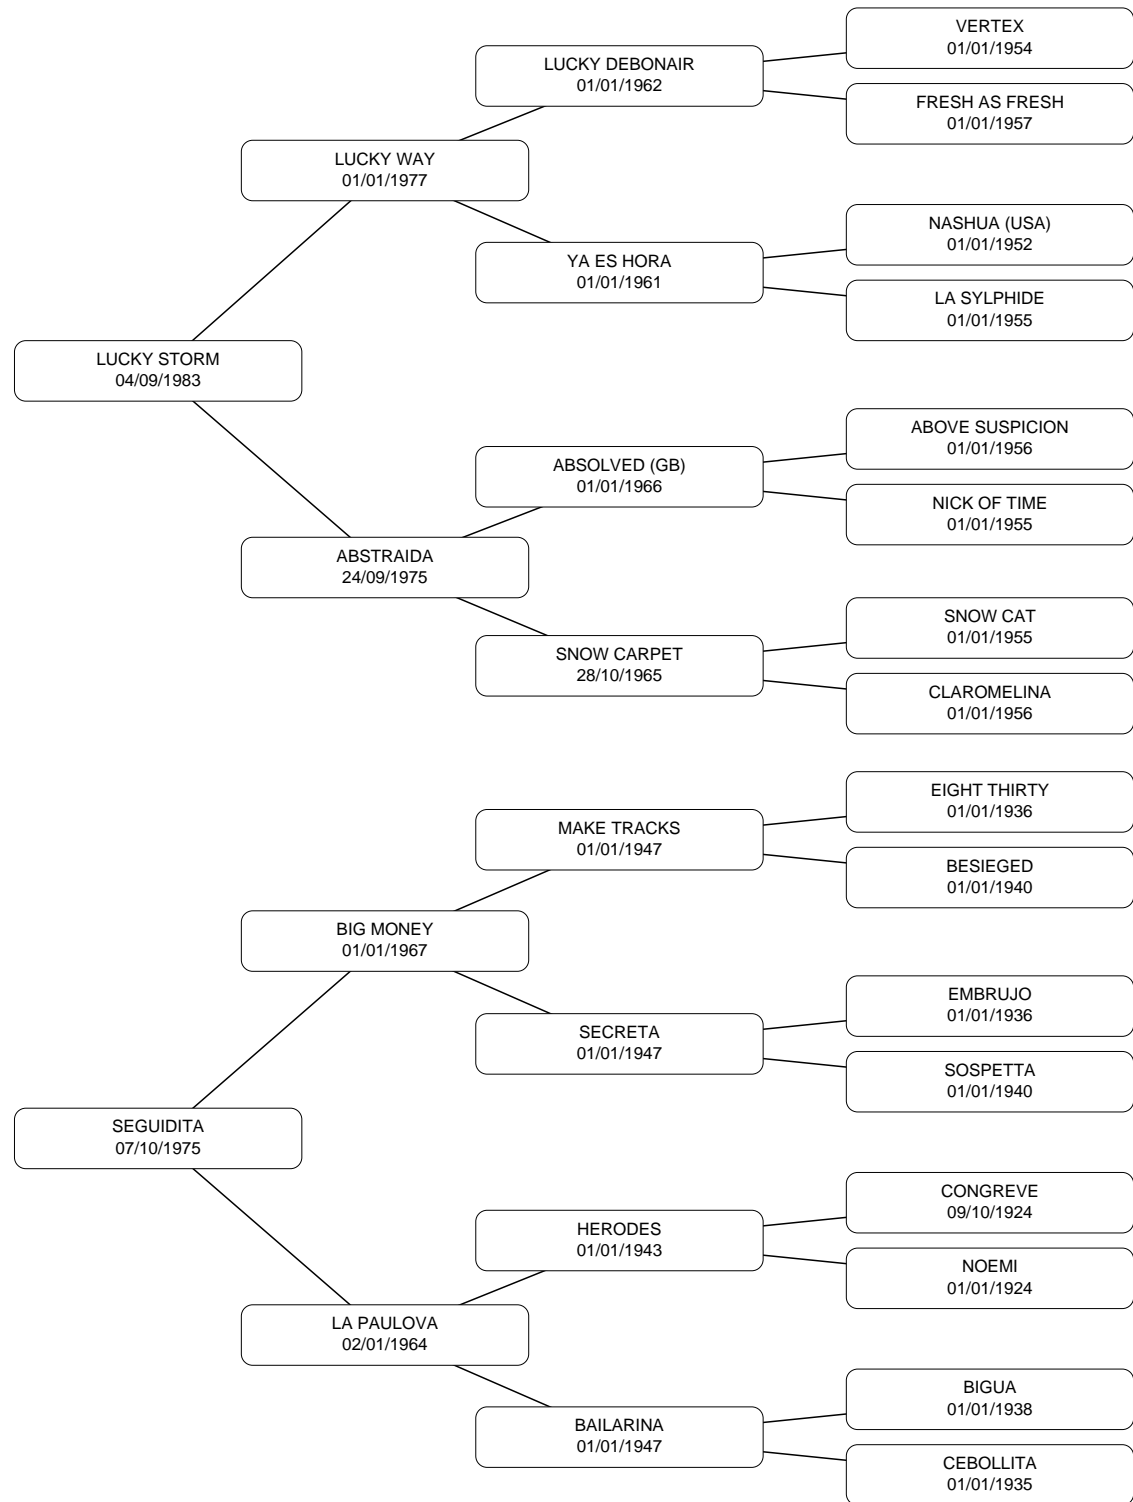 VERTEX
01/01/1954
LUCKY DEBONAIR
01/01/1962
FRESH AS FRESH
01/01/1957
LUCKY WAY
01/01/1977
NASHUA (USA)
01/01/1952
YA ES HORA
01/01/1961
LA SYLPHIDE
01/01/1955
LUCKY STORM
04/09/1983
ABOVE SUSPICION
01/01/1956
ABSOLVED (GB)
01/01/1966
NICK OF TIME
01/01/1955
ABSTRAIDA
24/09/1975
SNOW CAT
01/01/1955
SNOW CARPET
28/10/1965
CLAROMELINA
01/01/1956
EIGHT THIRTY
01/01/1936
MAKE TRACKS
01/01/1947
BESIEGED
01/01/1940
BIG MONEY
01/01/1967
EMBRUJO
01/01/1936
SECRETA
01/01/1947
SOSPETTA
01/01/1940
SEGUIDITA
07/10/1975
CONGREVE
09/10/1924
HERODES
01/01/1943
NOEMI
01/01/1924
LA PAULOVA
02/01/1964
BIGUA
01/01/1938
BAILARINA
01/01/1947
CEBOLLITA
01/01/1935